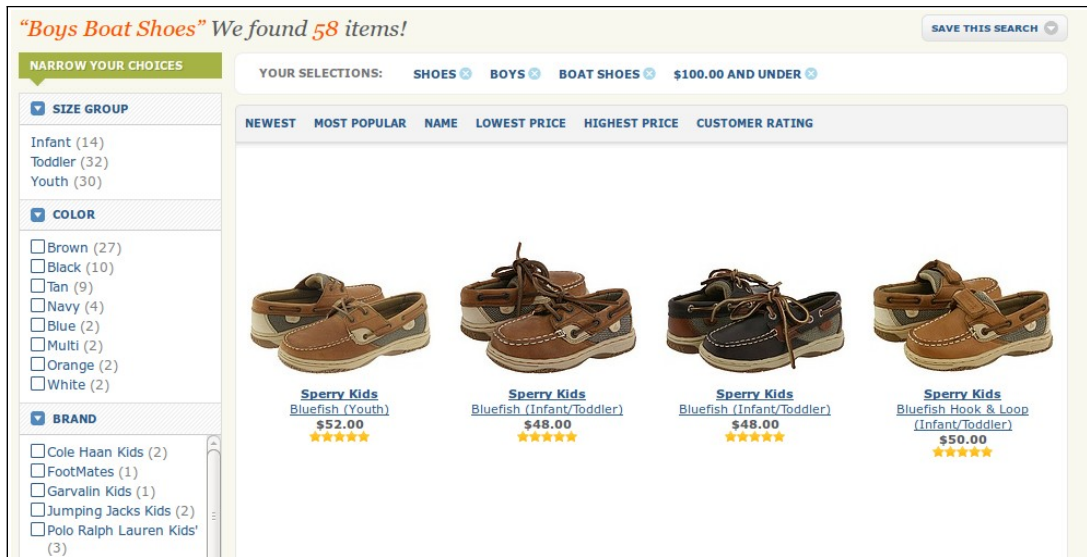 “Boys Boat Shoes” We found 58 items!
SAVE THIS SEARCH
NARROW YOUR CHOICES
YOUR SELECTIONS: SHOES BOYS BOAT SHOES $100.00 AND UNDER
SIZE GROUP
Infant (14)
Toddler (32)
Youth (30)
COLOR
Brown (27)
Black (10)
Tan (9)
Navy (4)
Blue (2)
Multi (2)
Orange (2)
White (2)
BRAND
Cole Haan Kids (2)
FootMates (1)
Garvalin Kids (1)
Jumping Jacks Kids (2)
Polo Ralph Lauren Kids'
(3)
NEWEST MOST POPULAR NAME LOWEST PRICE HIGHEST PRICE CUSTOMER RATING
Sperry Kids
Bluefish (Youth)
$52.00
Sperry Kids
Bluefish (Infant/Toddler)
$48.00
Sperry Kids
Bluefish (Infant/Toddler)
$48.00
Sperry Kids
Bluefish Hook & Loop
(Infant/Toddler)
$50.00